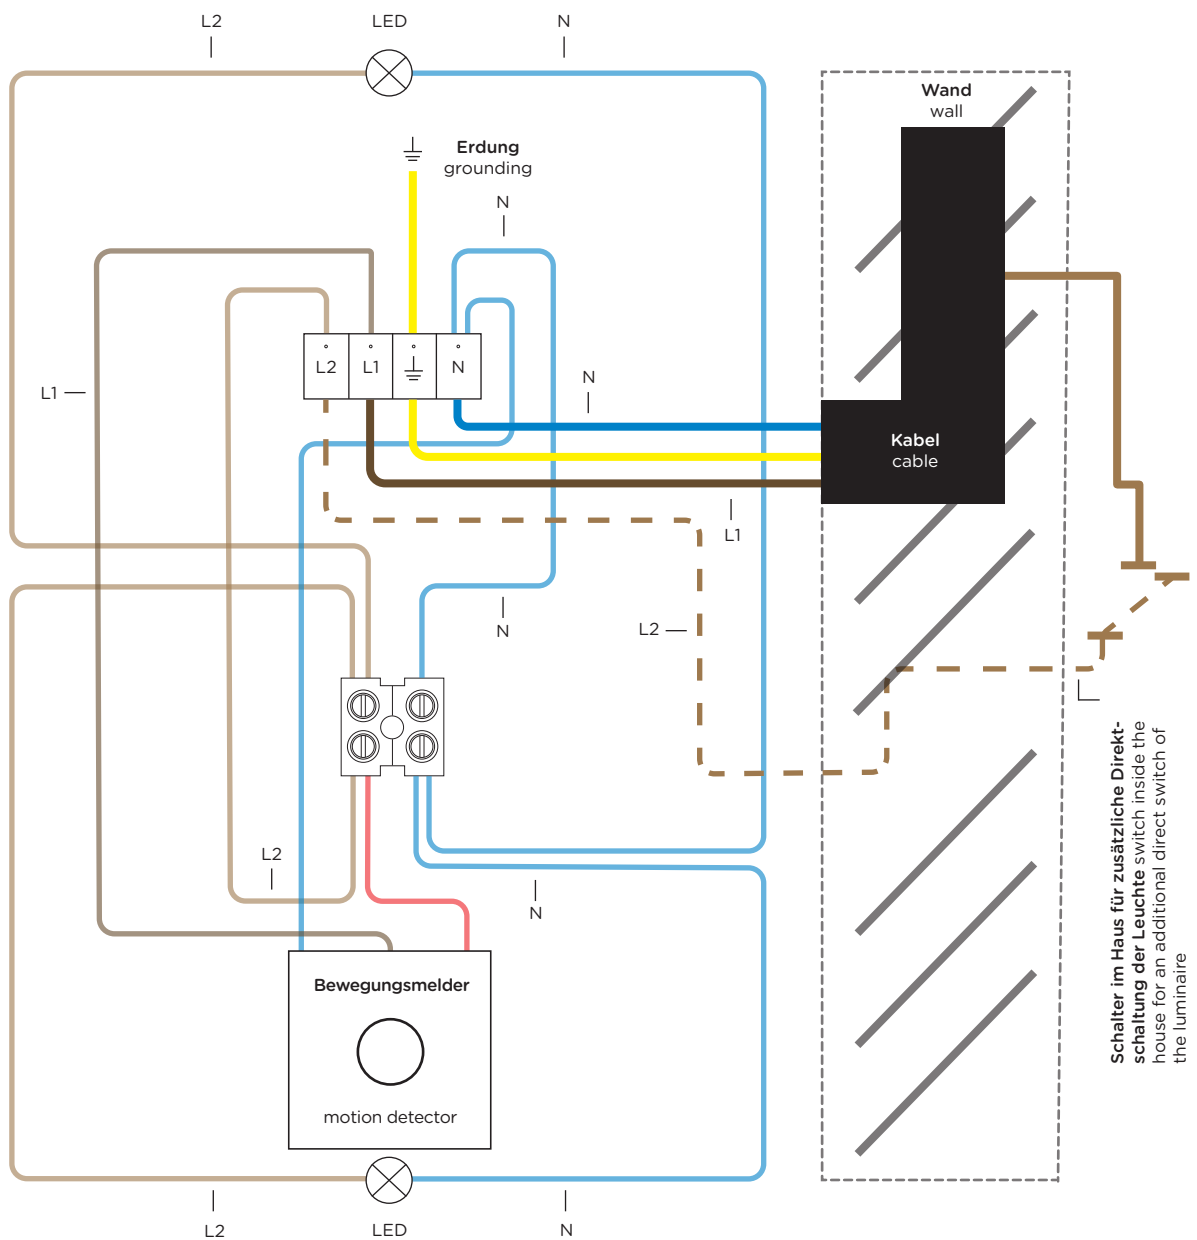 L2
LED
N
Wand
wall
Erdung
grounding
N
L2
L1
N
L1
N
Kabel
cable
L1
N
L2
Schalter im Haus für zusätzliche Direkt-
schaltung der Leuchte switch inside the
house for an additional direct switch of
the luminaire
L2
N
Bewegungsmelder
motion detector
L2
LED
N